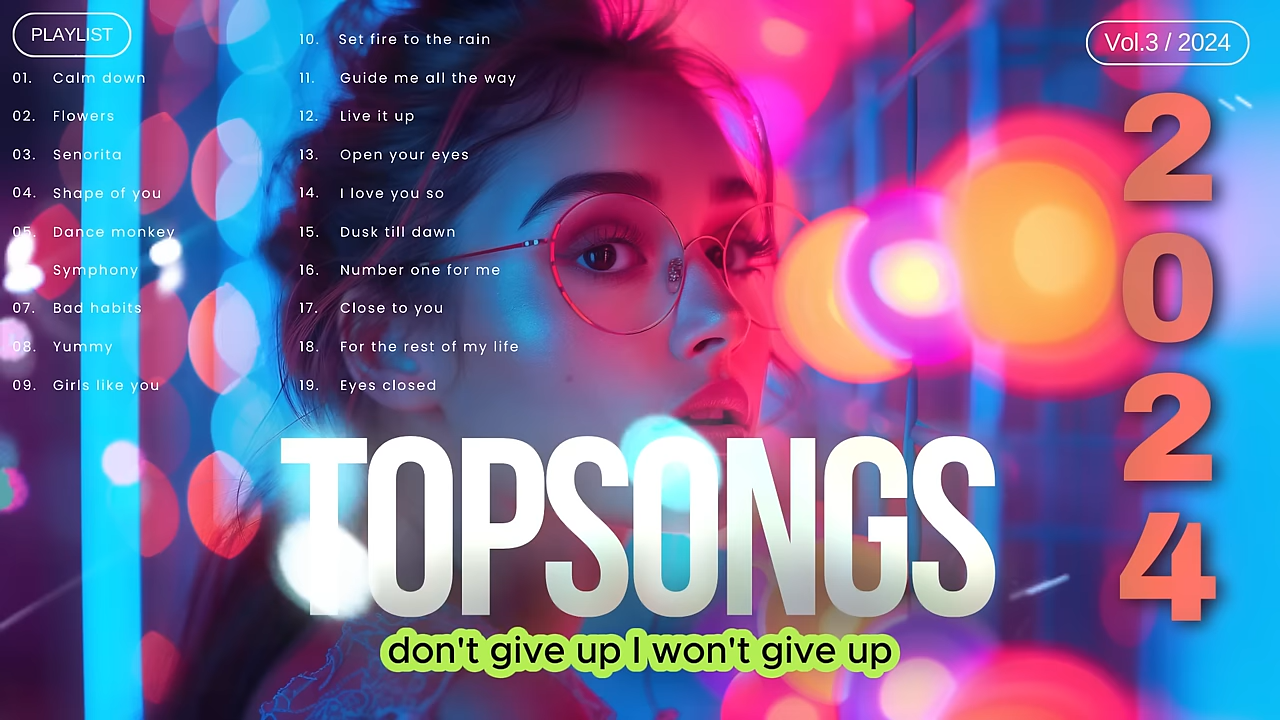 PLAYLIST
01. Calm down
02. Flowers
03. Senorita
04. Shape of you
05. Dance monkey
Symphony
07. Bad habits
08. Yummy
09. Girls like you
10. Set fire to the rain
11. Guide me all the way
12. Live it up
13. Open your eyes
14. I love you so
15. Dusk till dawn
16. Number one for me
17. Close to you
18. For the rest of my life
19. Eyes closed
Vol.3 / 2024
2024
TOPSONGS
don't give up I won't give up